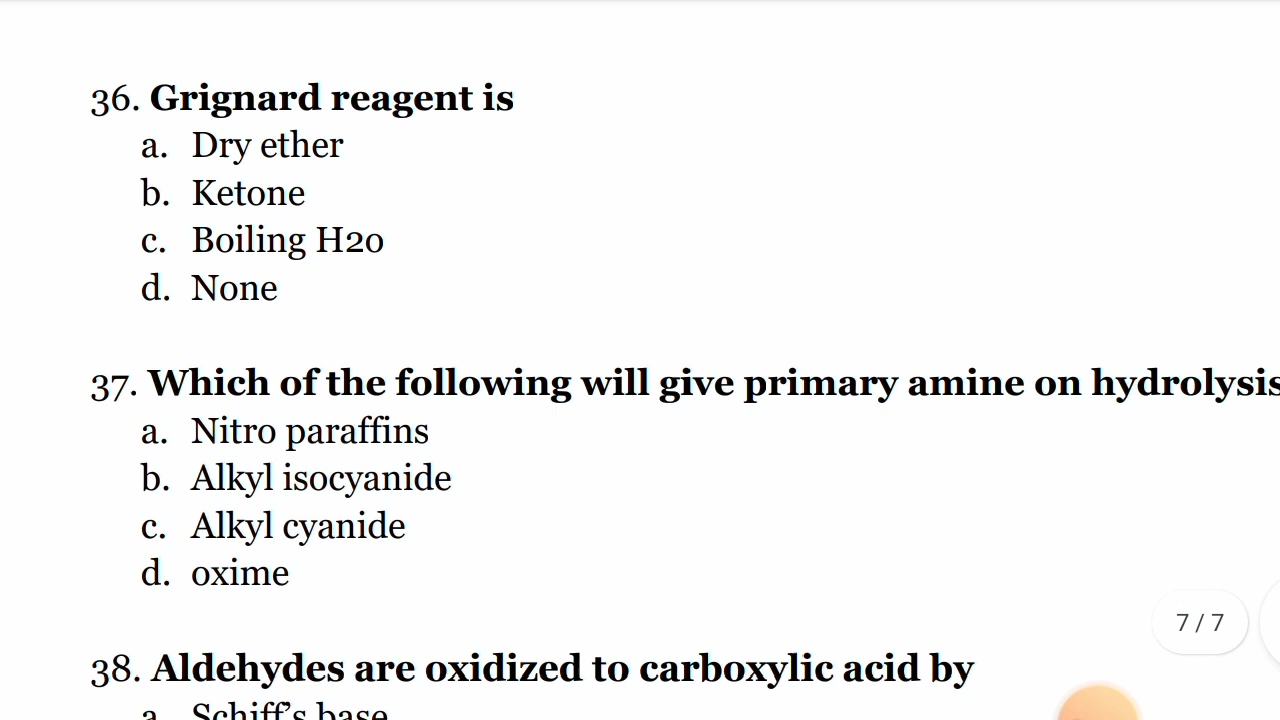 36. Grignard reagent is
a. Dry ether
b. Ketone
c. Boiling H2o
d. None
37. Which of the following will give primary amine on hydrolysis
a. Nitro paraffins
b. Alkyl isocyanide
c. Alkyl cyanide
d. oxime
7 / 7
38. Aldehydes are oxidized to carboxylic acid by
a. Schiff's base